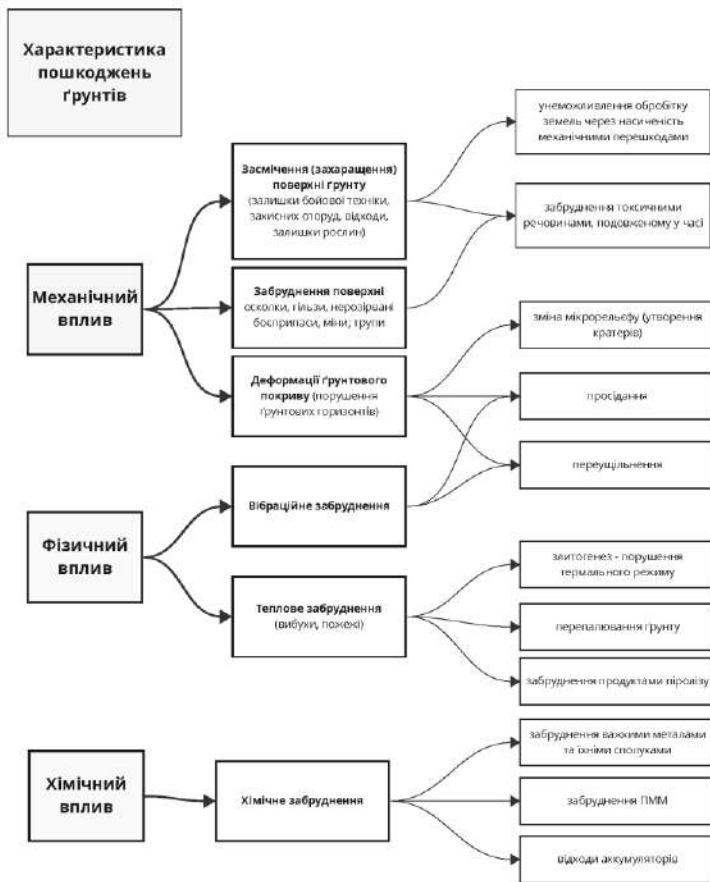 Характеристика
пошкоджень
ґрунтів
унеможливлення обробітку
земель через насиченість
механічними перешкодами
Засмічення (захаращення)
поверхні ґрунту
(залишки бойової техніки,
захисних споруд, відходи,
залишки рослин)
забруднення токсичними
речовинами, подовженому у часі
Механічний
вплив
Забруднення поверхні
осколки, гільзи, нерозірвані
боєприпаси, міни, трупи
зміна мікрорельєфу (утворення
кратерів)
Деформації ґрунтового
покриву (порушення
ґрунтових горизонтів)
просідання
переущільнення
Фізичний
вплив
Вібраційне забруднення
злитогенез - порушення
термального режиму
Теплове забруднення
(вибухи, пожежі)
перепалювання ґрунту
забруднення продуктами піролізу
Хімічний
вплив
Хімічне забруднення
забруднення важкими металами
та їхніми сполуками
забруднення ПММ
відходи аккумуляторів